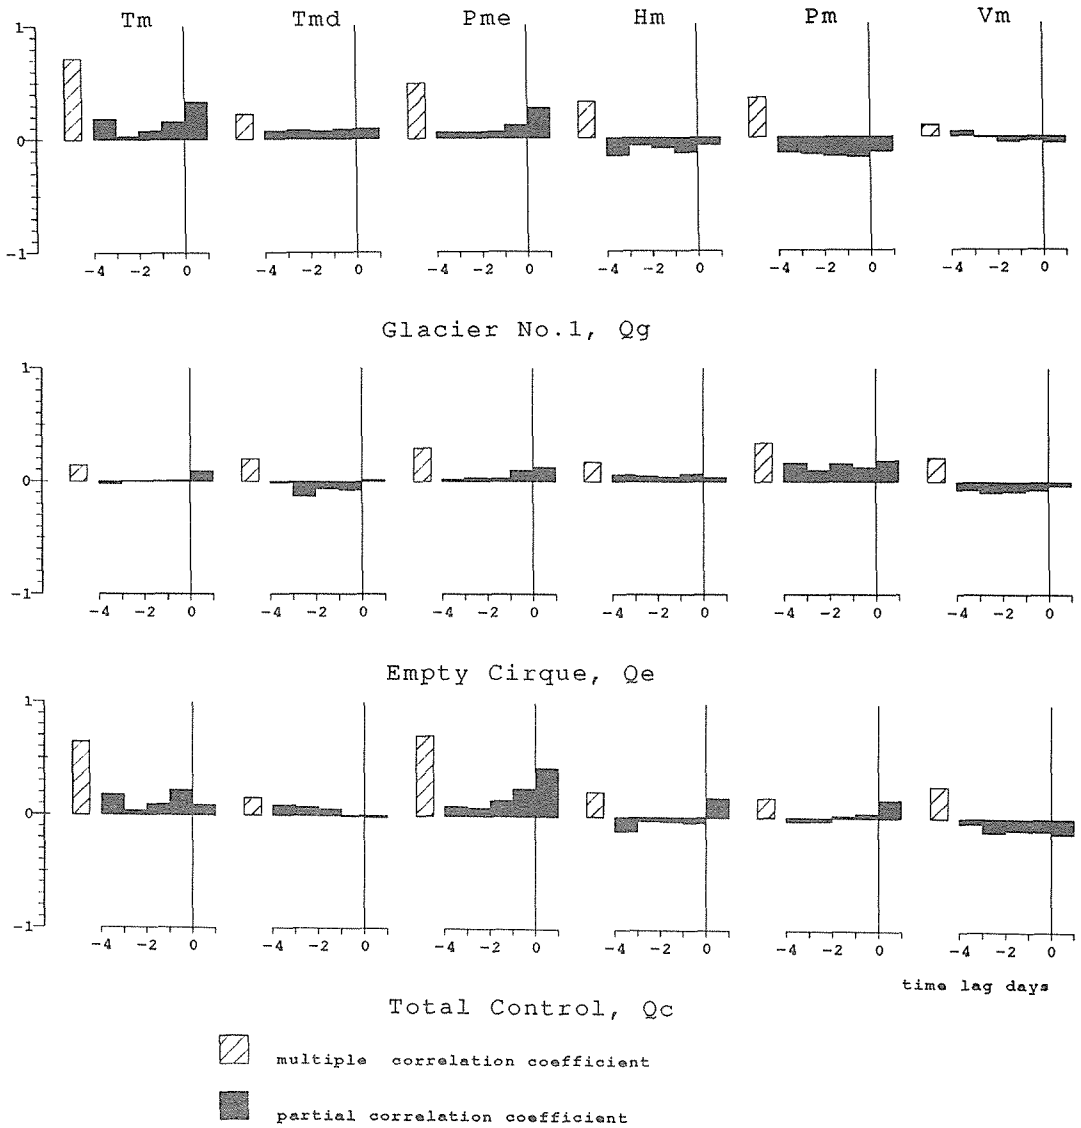 Tm Tmd Pme Hm Pm Vm
1
0
-1
-4 -2 0 -4 -2 0 -4 -2 0 -4 -2 0 -4 -2 0 -4 -2 0
Glacier No.1, Qg
1
0
-1
-4 -2 0 -4 -2 0 -4 -2 0 -4 -2 0 -4 -2 0 -4 -2 0
Empty Cirque, Qe
1
0
-1
-4 -2 0 -4 -2 0 -4 -2 0 -4 -2 0 -4 -2 0 -4 -2 0
time lag days
Total Control, Qc
multiple correlation coefficient
partial correlation coefficient